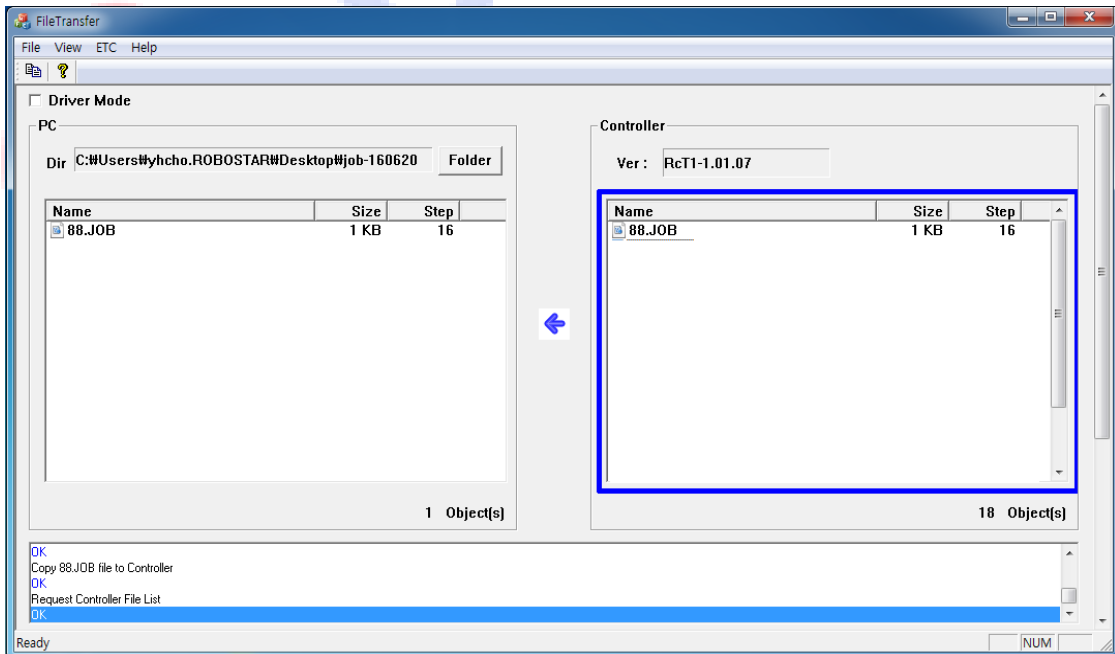 FileTransfer
File View ETC Help
Driver Mode
PC
Dir C:₩Users₩yhcho.ROBOSTAR₩Desktop₩job-160620 Folder
Name Size Step
88.JOB 1 KB 16
1 Object(s)
Controller
Ver : RcT1-1.01.07
Name Size Step
88.JOB 1 KB 16
18 Object(s)
OK
Copy 88.JOB file to Controller
OK
Request Controller File List
OK
Ready NUM